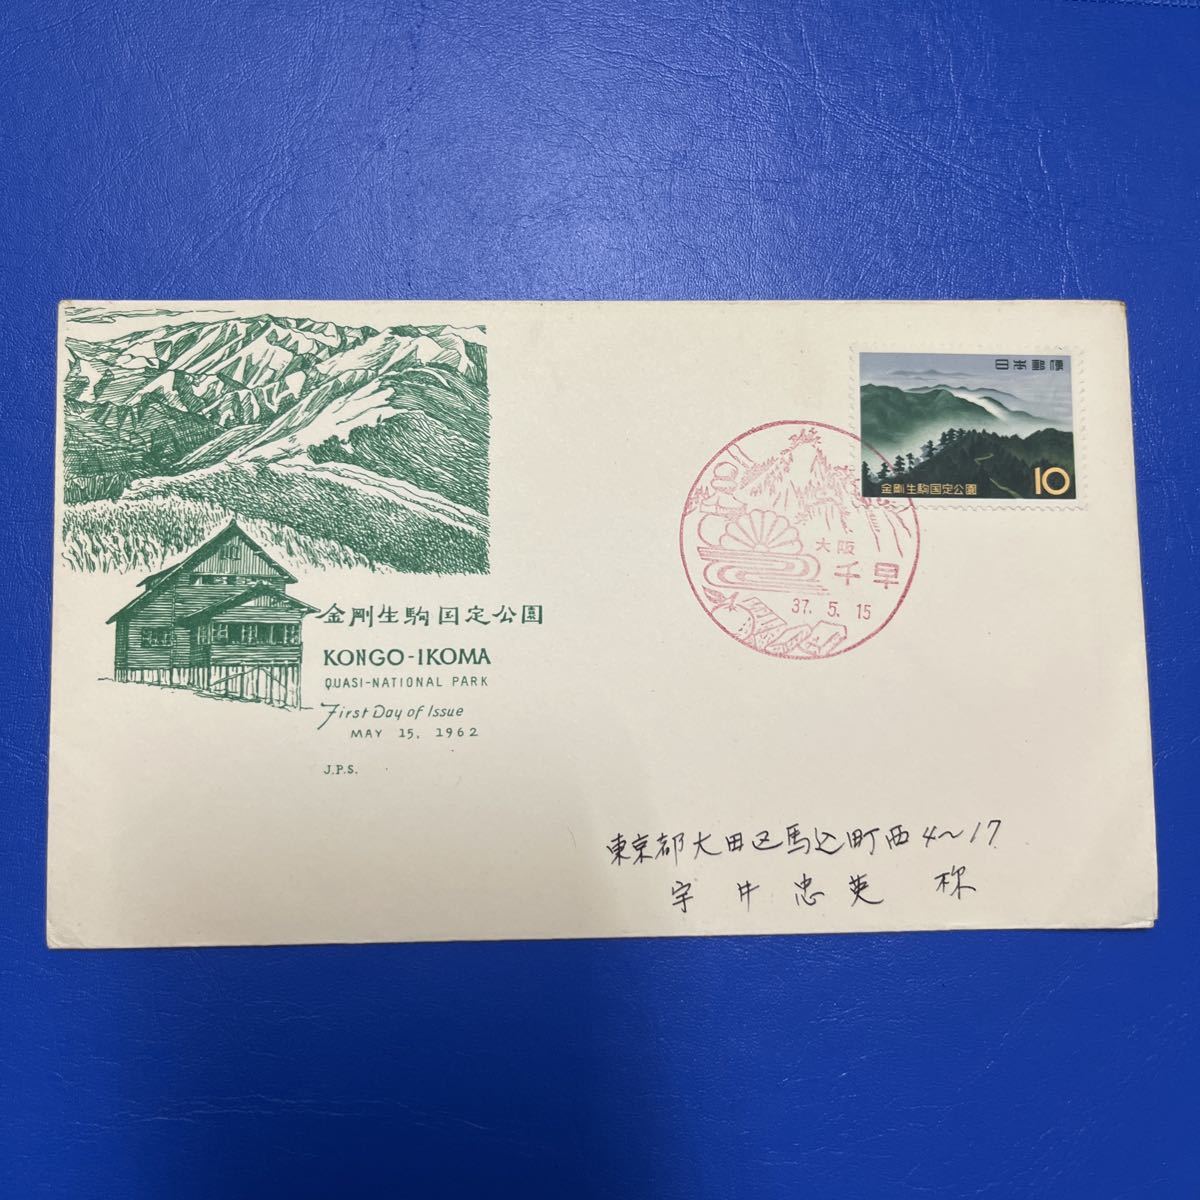 金剛生駒国定公園
KONGO-IKOMA
QUASI-NATIONAL PARK
First Day of Issue
MAY 15, 1962
J.P.S.
日本郵便
金剛生駒国定公園 10
大阪
千早
37. 5. 15
東京都大田区馬込町西4~17
宇井忠英 様